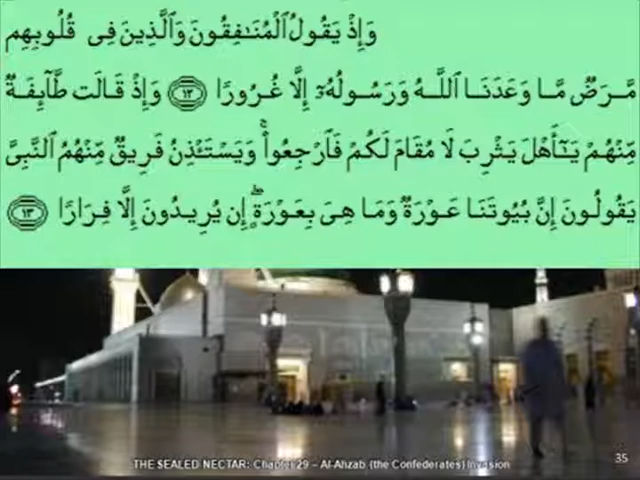 وَإِذْ يَقُولُ ٱلْمُنَـٰفِقُونَ وَٱلَّذِينَ فِى قُلُوبِهِم
مَّرَضٌ مَّا وَعَدَنَا ٱللَّهُ وَرَسُولُهُۥٓ إِلَّا غُرُورًا ١٢ وَإِذْ قَالَت طَّآئِفَةٌ
مِّنْهُمْ يَـٰٓأَهْلَ يَثْرِبَ لَا مُقَامَ لَكُمْ فَٱرْجِعُوا۟ ۚ وَيَسْتَـْٔذِنُ فَرِيقٌ مِّنْهُمُ ٱلنَّبِىَّ
يَقُولُونَ إِنَّ بُيُوتَنَا عَوْرَةٌ وَمَا هِىَ بِعَوْرَةٍ ۖ إِن يُرِيدُونَ إِلَّا فِرَارًا ١٣
THE SEALED NECTAR: Chapter 29 – Al-Ahzab (the Confederates) Invasion
35